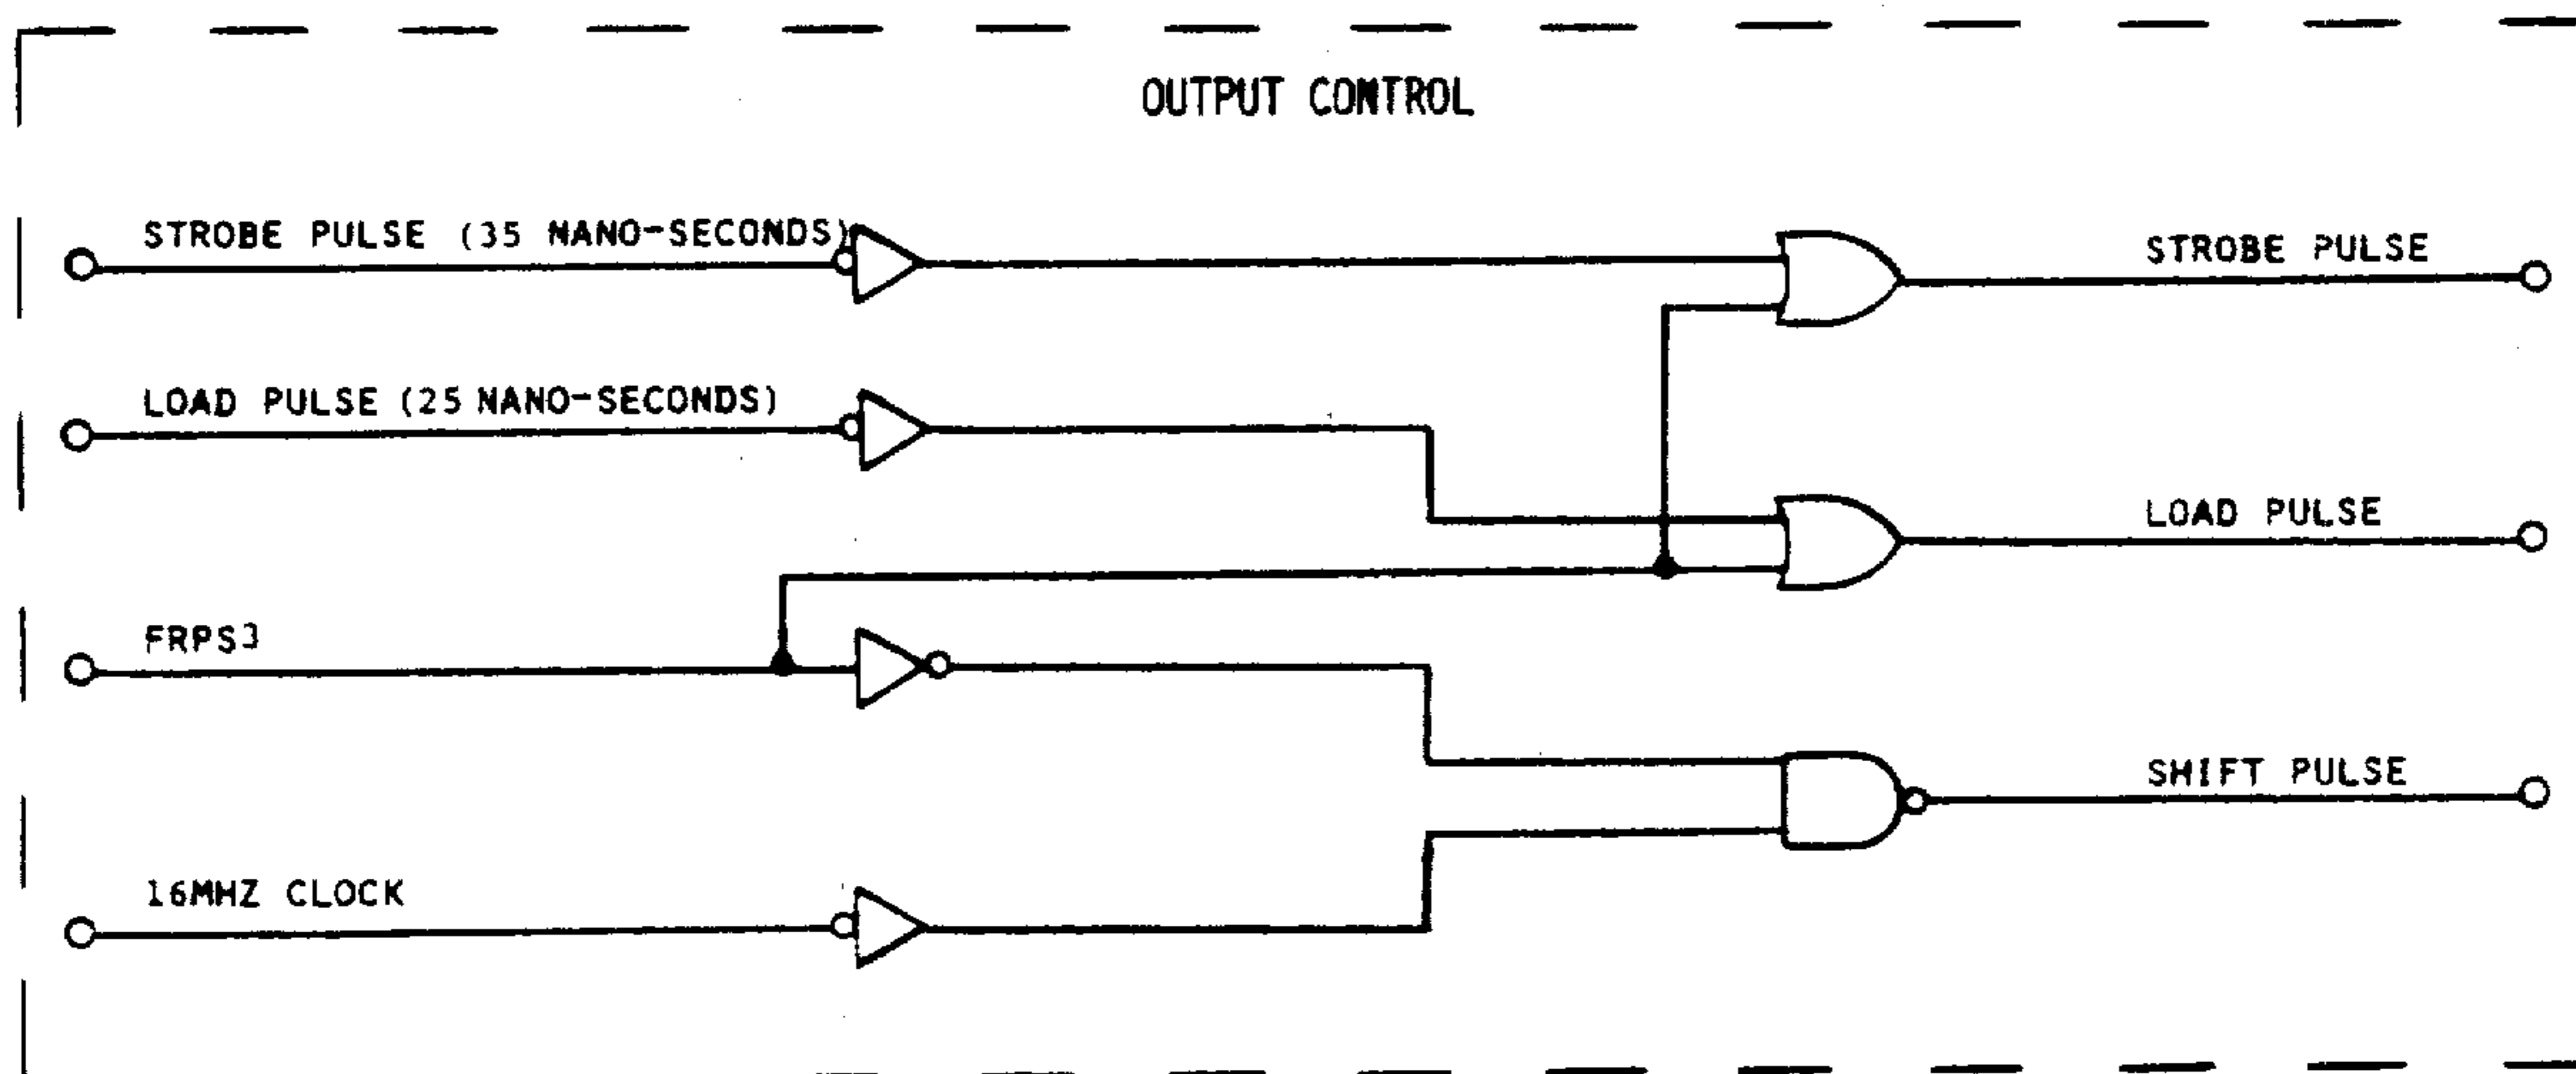 OUTPUT CONTROL
STROBE PULSE (35 NANO-SECONDS)
STROBE PULSE
LOAD PULSE (25 NANO-SECONDS)
LOAD PULSE
FRPS3
SHIFT PULSE
16MHZ CLOCK